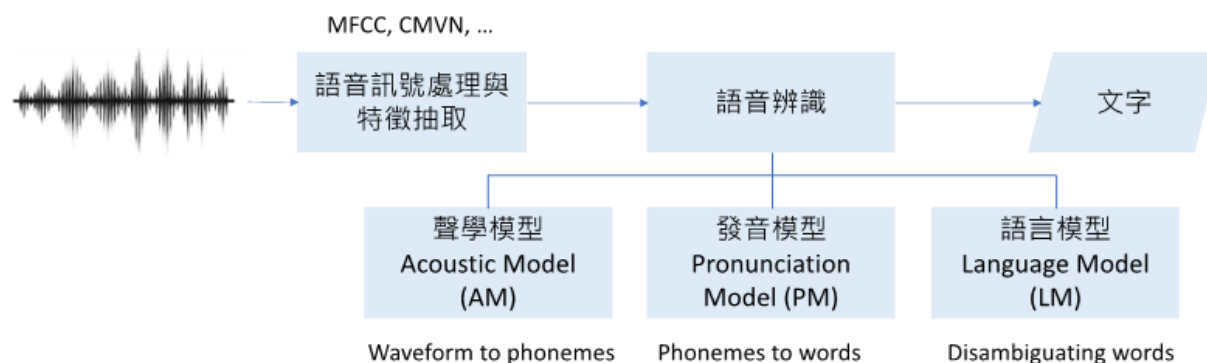 MFCC, CMVN, ...
語音訊號處理與
特徵抽取
語音辨識
文字
聲學模型
Acoustic Model
(AM)
發音模型
Pronunciation
Model (PM)
語言模型
Language Model
(LM)
Waveform to phonemes
Phonemes to words
Disambiguating words